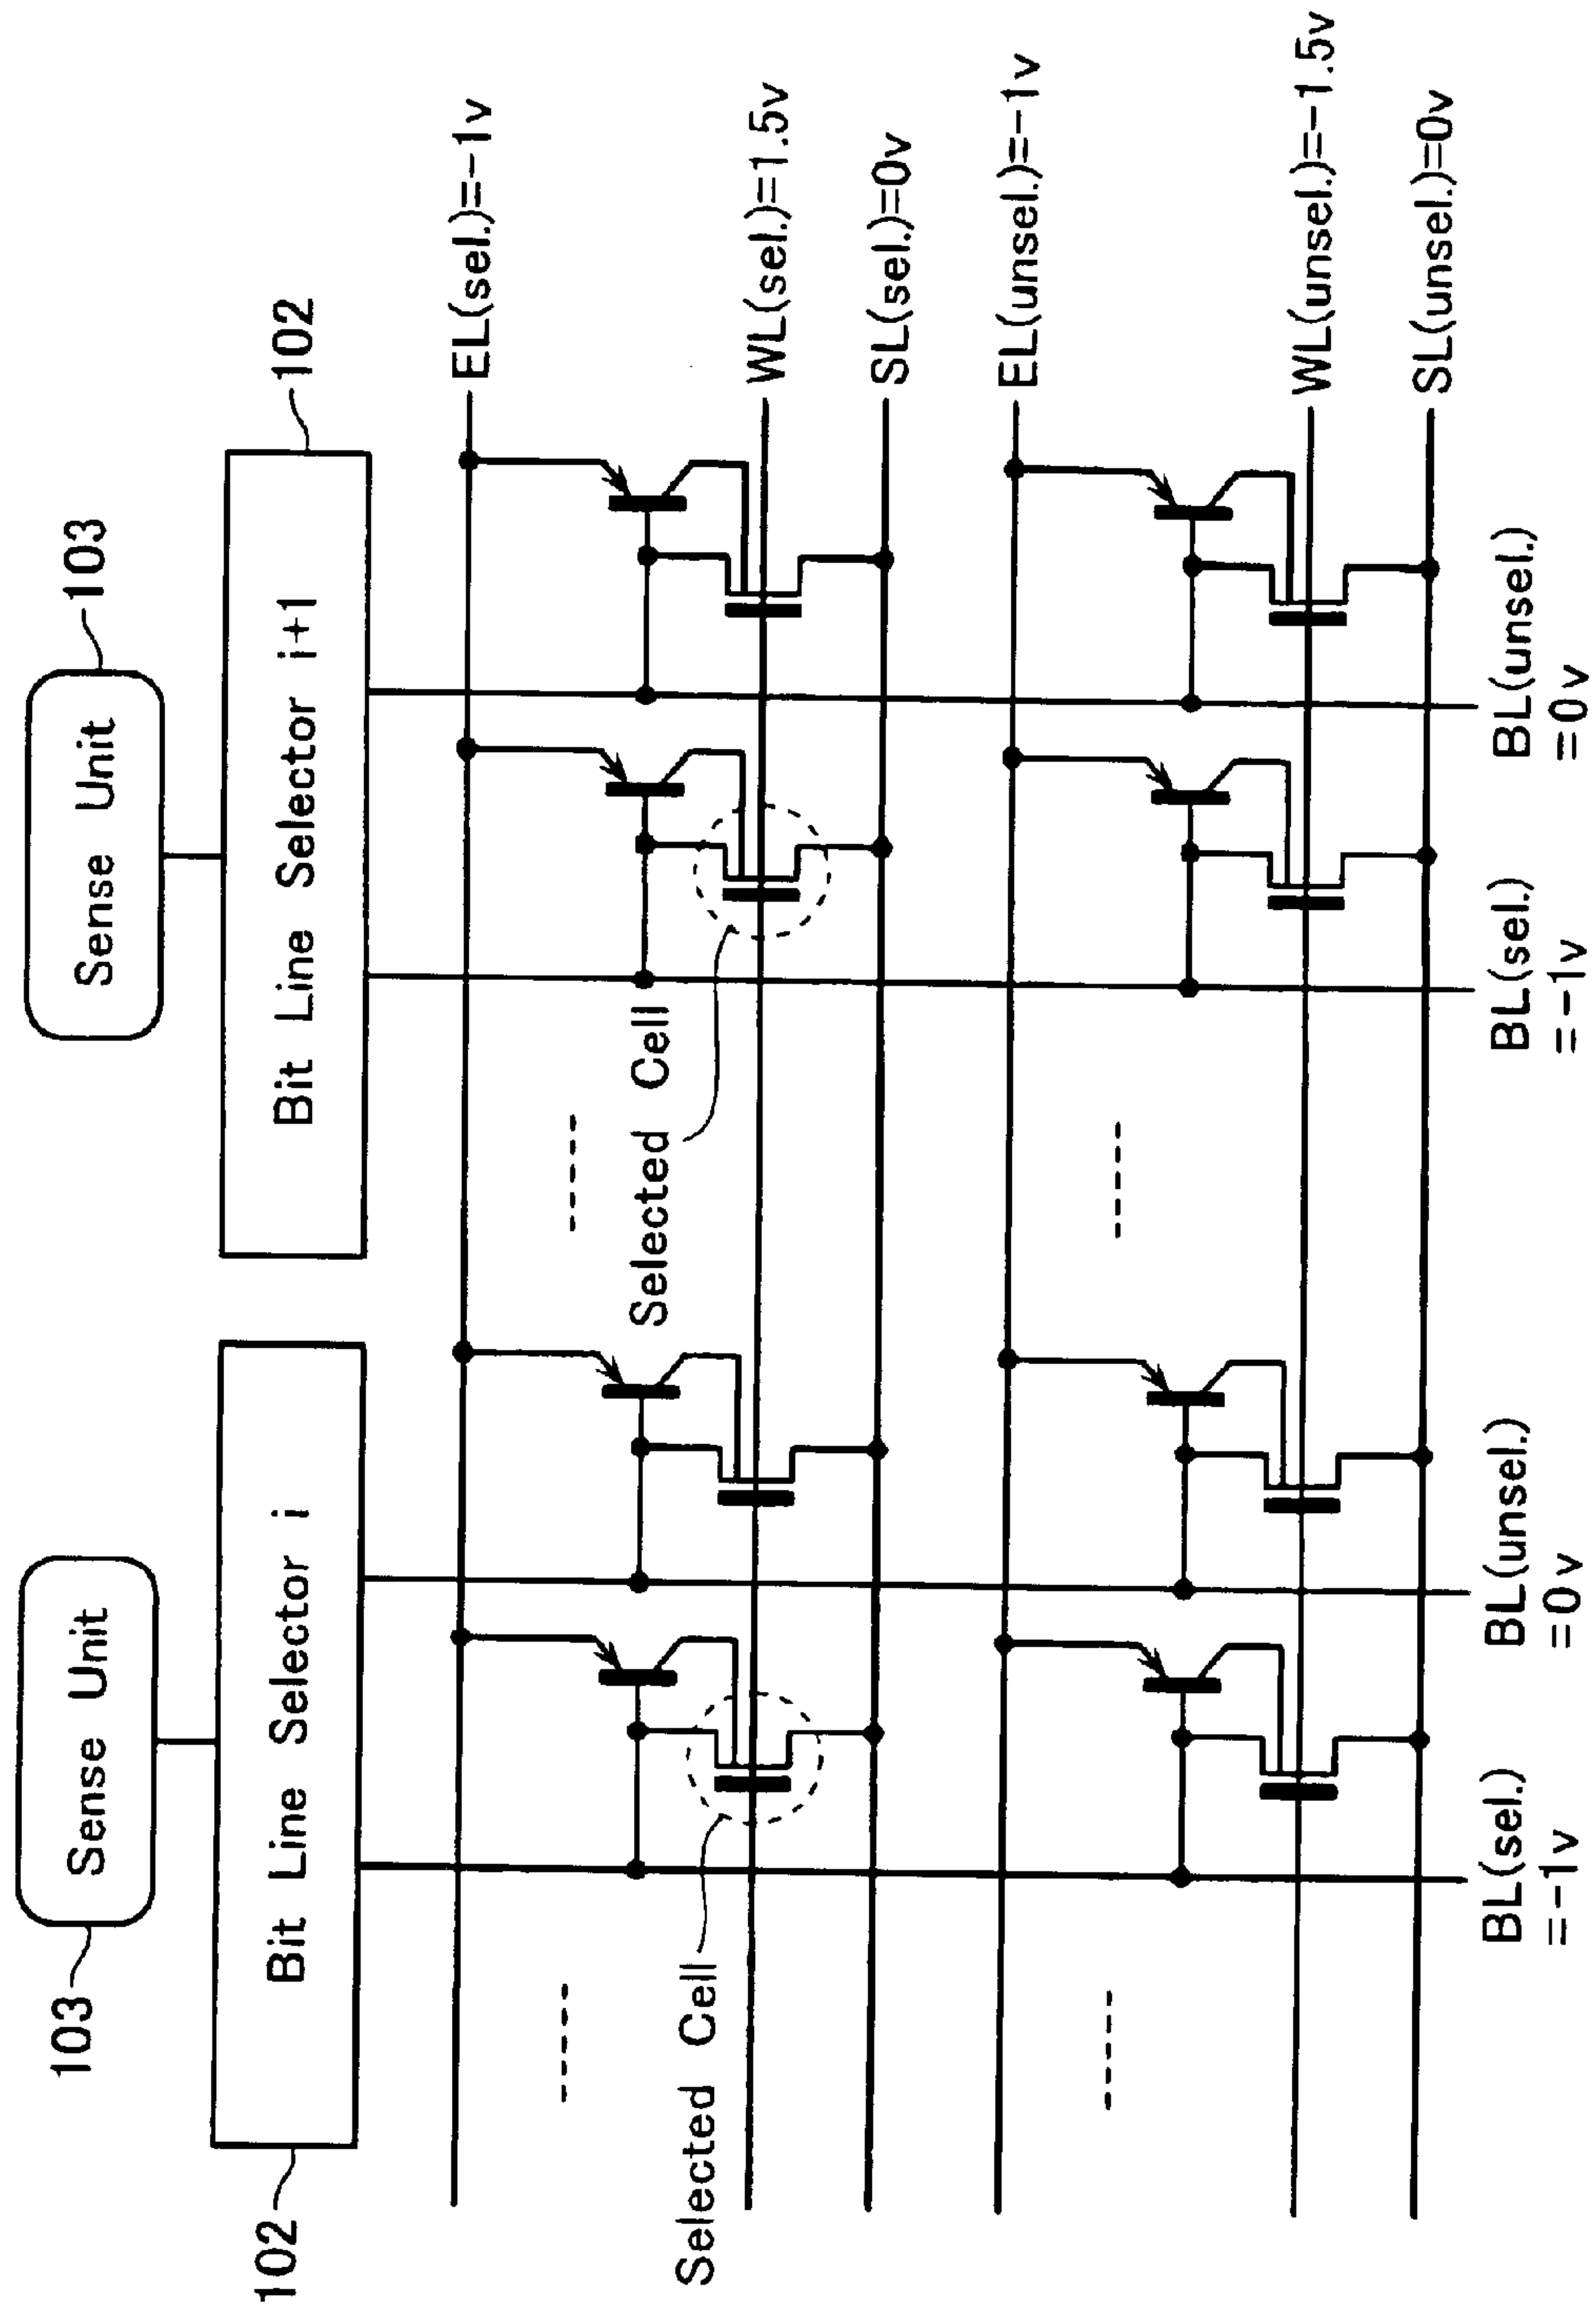 103
Sense Unit
Sense Unit
103
102
Bit Line Selector i
Bit Line Selector i+1
102
EL(sel.)=-1v
Selected Cell
Selected Cell
WL(sel.)=1.5v
SL(sel.)=0v
EL(unsel.)=-1v
WL(unsel.)=-1.5v
SL(unsel.)=0v
BL(sel.)
=-1v
BL(unsel.)
=0v
BL(sel.)
=-1v
BL(unsel.)
=0v